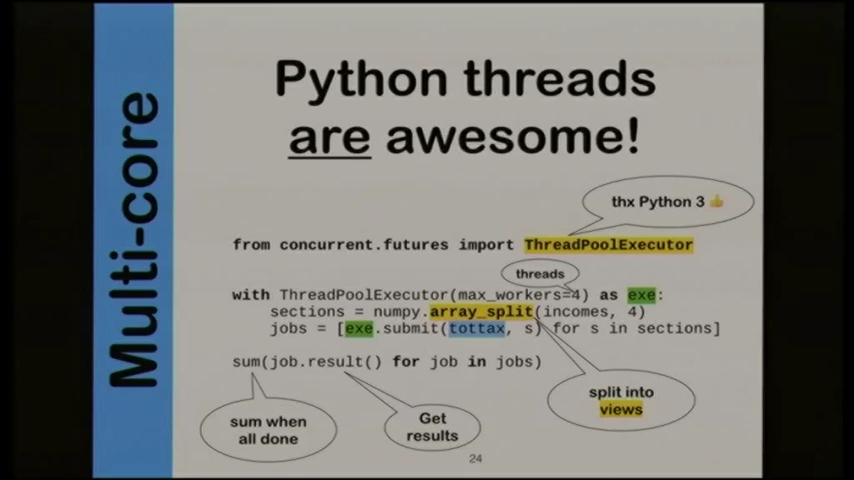 Multi-core
Python threads
are awesome!
thx Python 3 👍
from concurrent.futures import ThreadPoolExecutor
threads
with ThreadPoolExecutor(max_workers=4) as exe:
sections = numpy.array_split(incomes, 4)
jobs = [exe.submit(tottax, s) for s in sections]
sum(job.result() for job in jobs)
split into
views
sum when
all done
Get
results
24